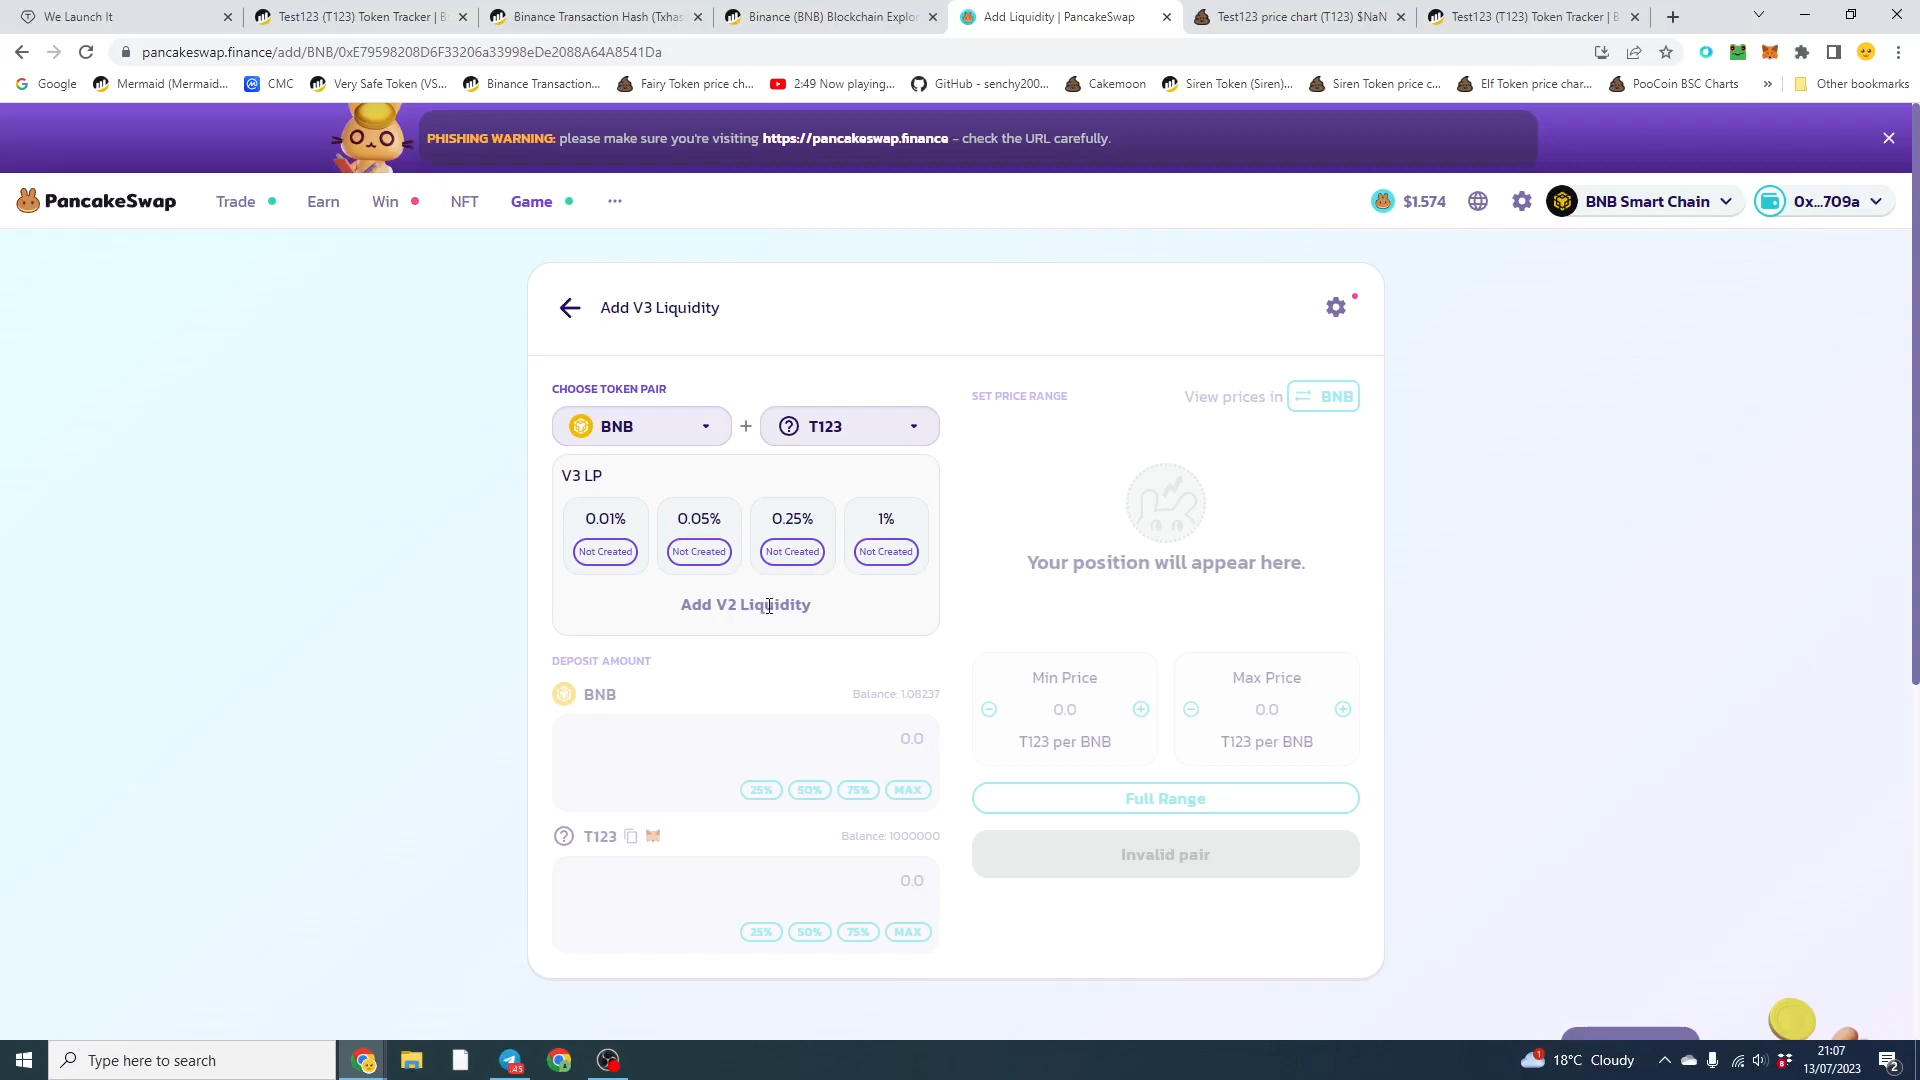 We Launch It
Test123 (T123) Token Tracker | B
Binance Transaction Hash (Txhas
Binance (BNB) Blockchain Explor
Add Liquidity | PancakeSwap
Test123 price chart (T123) $NaN
Test123 (T123) Token Tracker | B
pancakeswap.finance/add/BNB/0xE79598208D6F33206a33998eDe2088A64A8541Da
Google
Mermaid (Mermaid...
CMC
Very Safe Token (VS...
Binance Transaction...
Fairy Token price ch...
2:49 Now playing...
GitHub - senchy200...
Cakemoon
Siren Token (Siren)...
Siren Token price c...
Elf Token price char...
PooCoin BSC Charts
»
Other bookmarks
PHISHING WARNING: please make sure you're visiting https://pancakeswap.finance - check the URL carefully.
PancakeSwap
Trade
Earn
Win
NFT
Game
$1.574
BNB Smart Chain
0x...709a
Add V3 Liquidity
CHOOSE TOKEN PAIR
BNB
+
T123
V3 LP
0.01%
0.05%
0.25%
1%
Not Created
Not Created
Not Created
Not Created
Add V2 Liquidity
DEPOSIT AMOUNT
BNB
Balance: 1.08237
0.0
25%
50%
75%
MAX
T123
Balance: 1000000
0.0
25%
50%
75%
MAX
SET PRICE RANGE
View prices in
BNB
Your position will appear here.
Min Price
0.0
T123 per BNB
Max Price
0.0
T123 per BNB
Full Range
Invalid pair
Type here to search
45
1
18°C Cloudy
21:07
13/07/2023
2